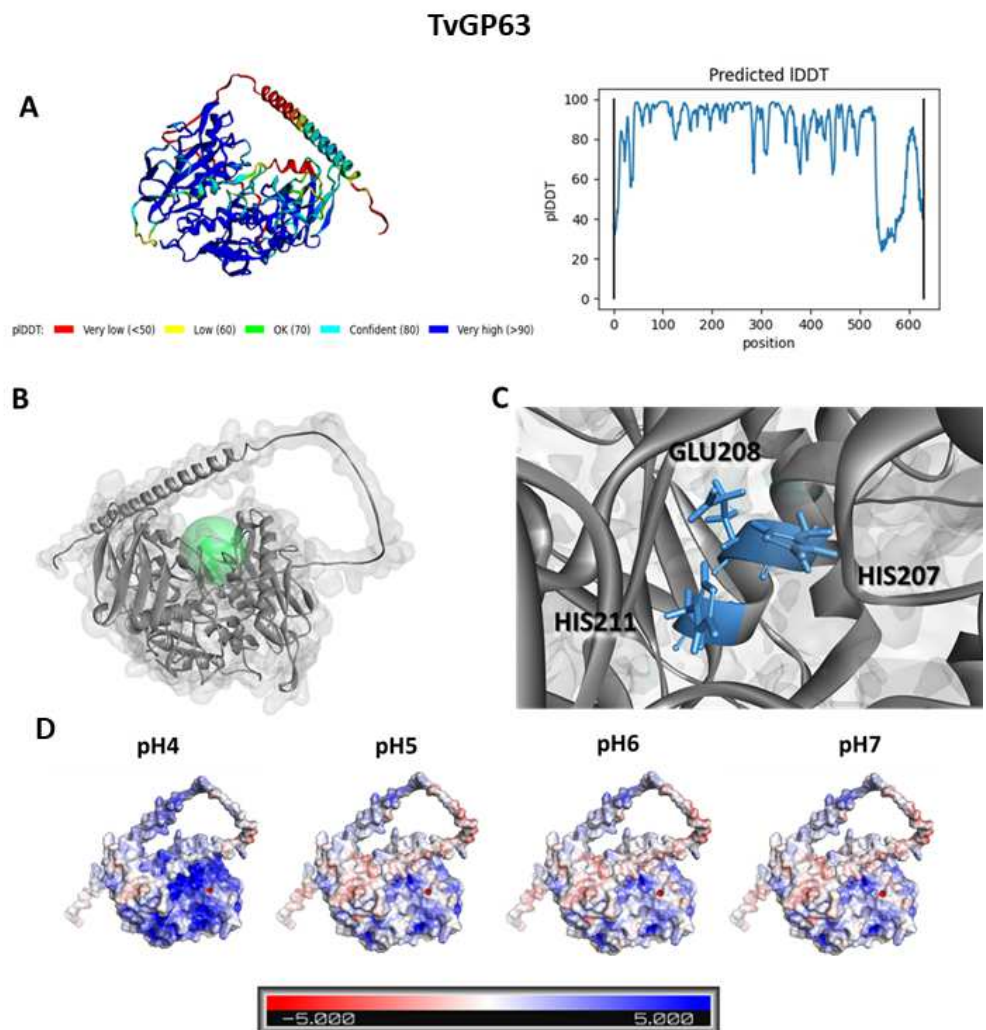 TvGP63
A
Predicted lDDT
100
80
60
40
20
0
plDDT
0 100 200 300 400 500 600
position
plDDT: Very low (<50) Low (60) OK (70) Confident (80) Very high (>90)
B
C
GLU208
HIS207
HIS211
D
pH4 pH5 pH6 pH7
-5.000 5.000